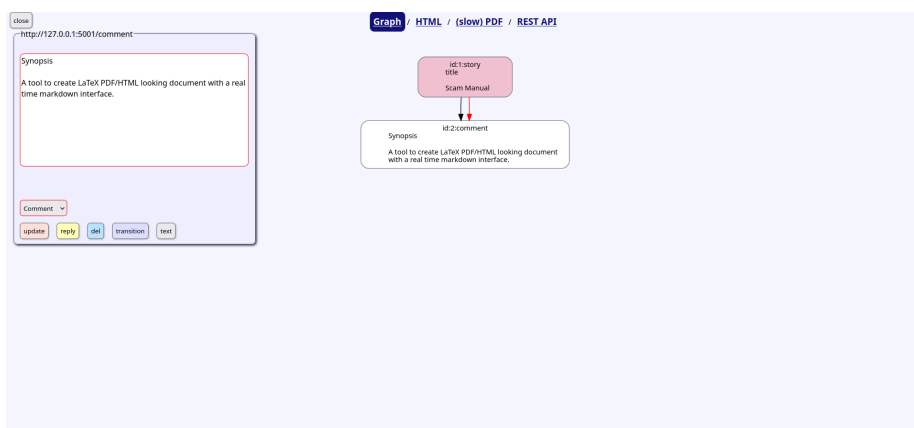 close
Graph / HTML / (slow) PDF / REST API
http://127.0.0.1:5001/comment
Synopsis
A tool to create LaTeX PDF/HTML looking document with a real
time markdown interface.
Comment
update reply del transition text
id:1:story
title
Scam Manual
id:2:comment
Synopsis
A tool to create LaTeX PDF/HTML looking document
with a real time markdown interface.